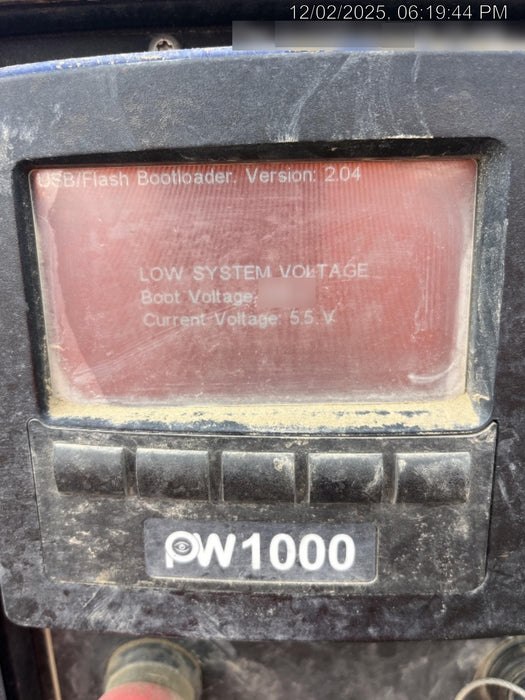 12/02/2025, 06:19:44 PM
USB/Flash Bootloader. Version: 2.04
LOW SYSTEM VOLTAGE
Boot Voltage:
Current Voltage: 5.5 V
PW1000